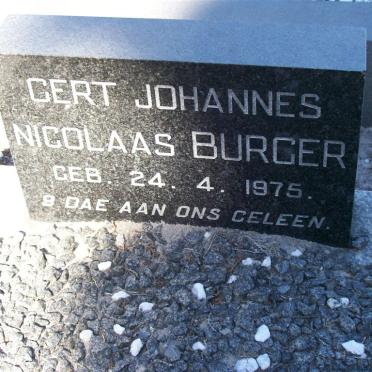 GERT JOHANNES
NICOLAAS BURGER
GEB. 24. 4. 1975.
9 DAE AAN ONS GELEEN.